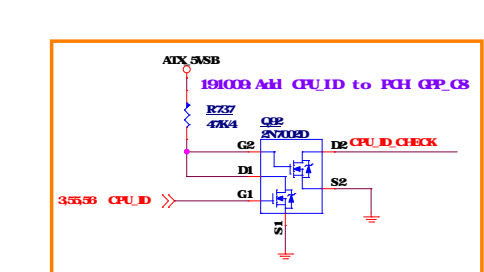 ATX_5VSB
191009: Add CPU_ID to PCH GPP_C8
R737
47K/4
Q92
2N7002D
G2
D2
CPU_ID_CHECK
D1
S2
3,55,56 CPU_ID
G1
S1